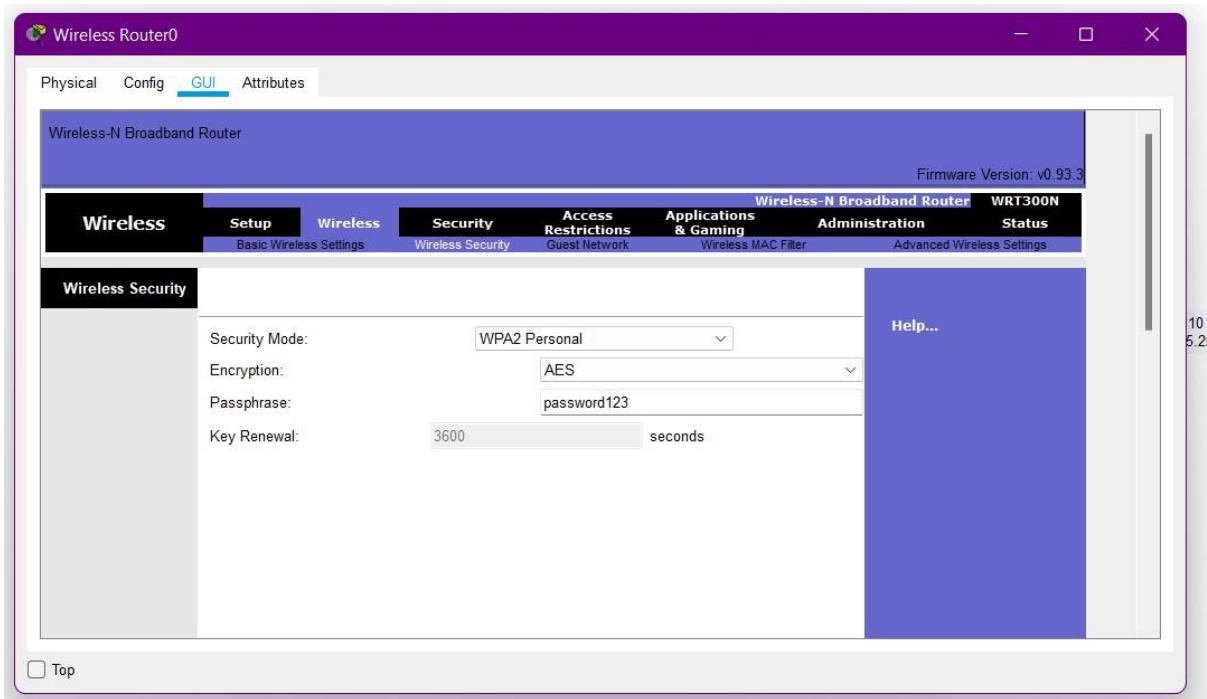 Wireless Router0
Physical Config GUI Attributes
Wireless-N Broadband Router
Firmware Version: v0.93.3
Wireless-N Broadband Router WRT300N
Wireless Setup Wireless Security Access Restrictions Applications & Gaming Administration Status
Basic Wireless Settings Wireless Security Guest Network Wireless MAC Filter Advanced Wireless Settings
Wireless Security
Help...
Security Mode: WPA2 Personal
Encryption: AES
Passphrase: password123
Key Renewal: 3600 seconds
10
Top